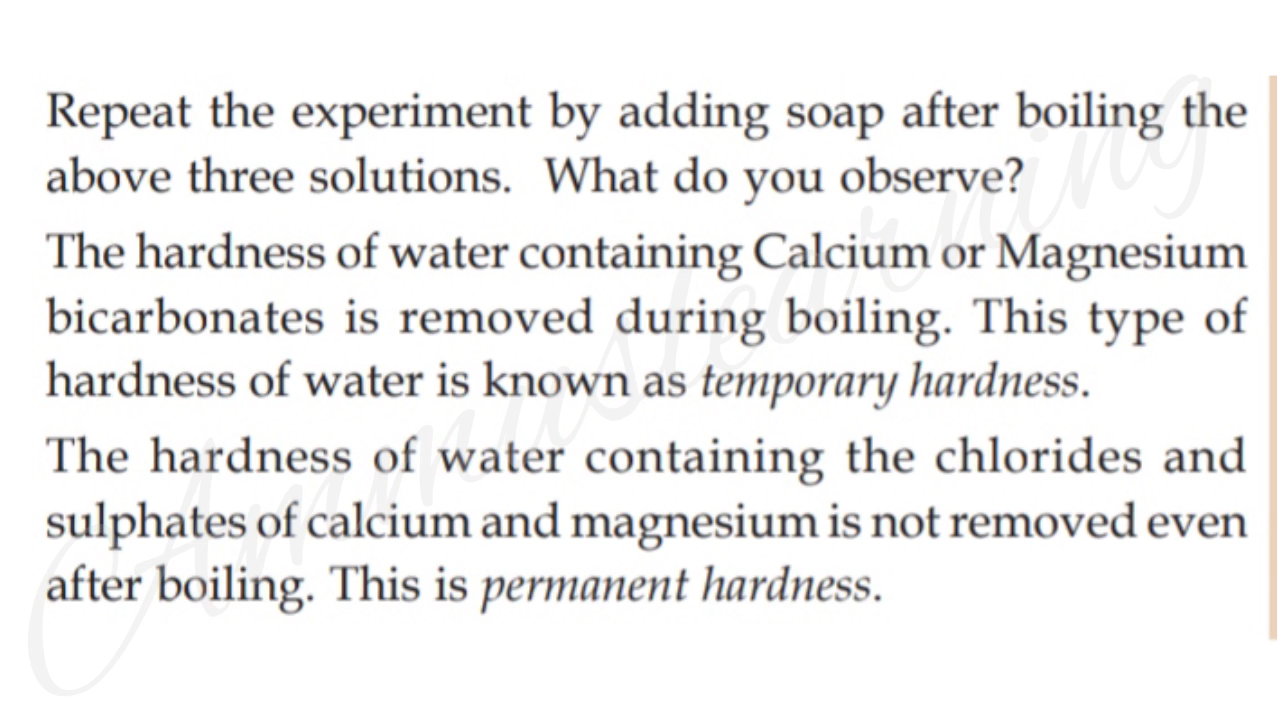 Repeat the experiment by adding soap after boiling the
above three solutions. What do you observe?
The hardness of water containing Calcium or Magnesium
bicarbonates is removed during boiling. This type of
hardness of water is known as temporary hardness.
The hardness of water containing the chlorides and
sulphates of calcium and magnesium is not removed even
after boiling. This is permanent hardness.
Ammuslearning